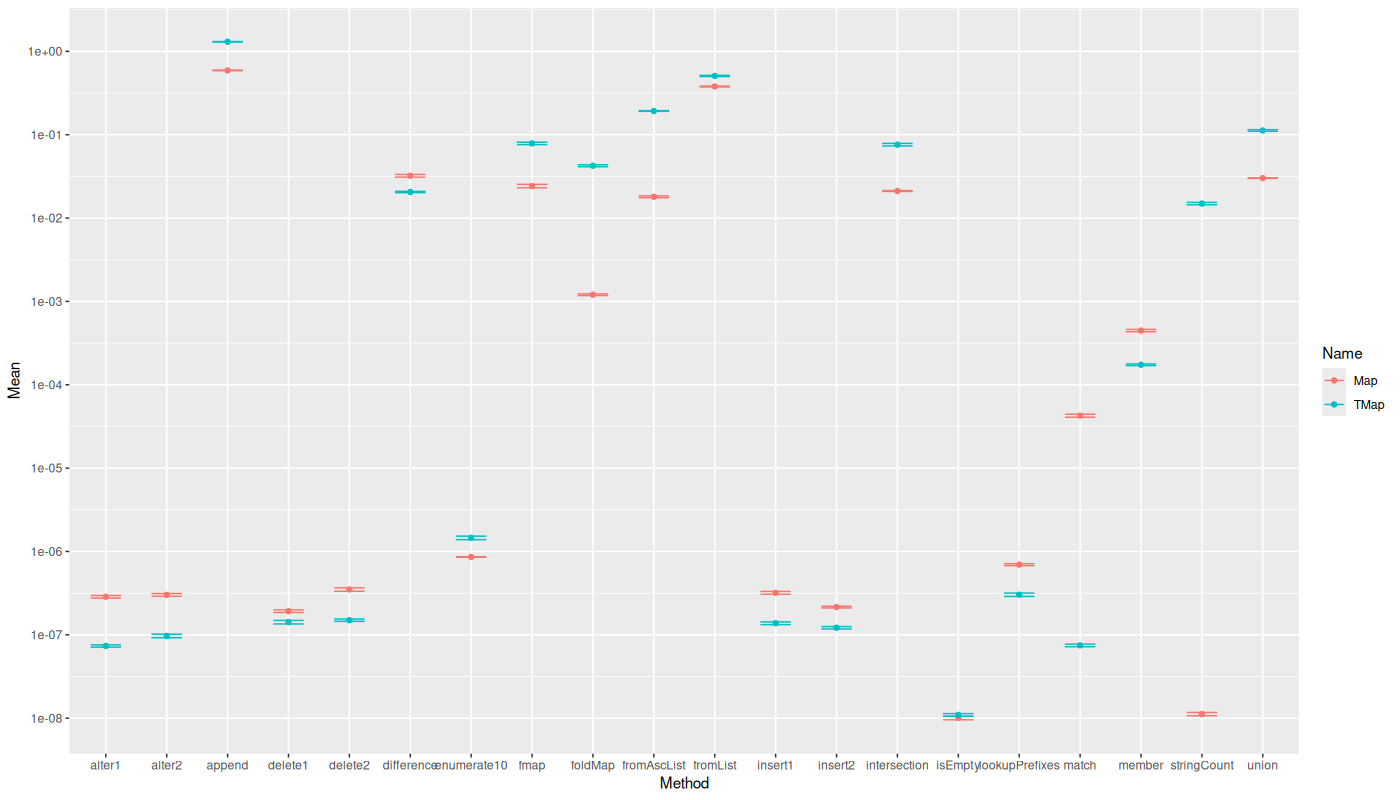 1e+00
1e-01
1e-02
1e-03
1e-04
1e-05
1e-06
1e-07
1e-08
Mean
alter1 alter2 append delete1 delete2 difference enumerate10 fmap foldMap fromAscList fromList insert1 insert2 intersection isEmpty lookupPrefixes match member stringCount union
Method
Name
Map
TMap